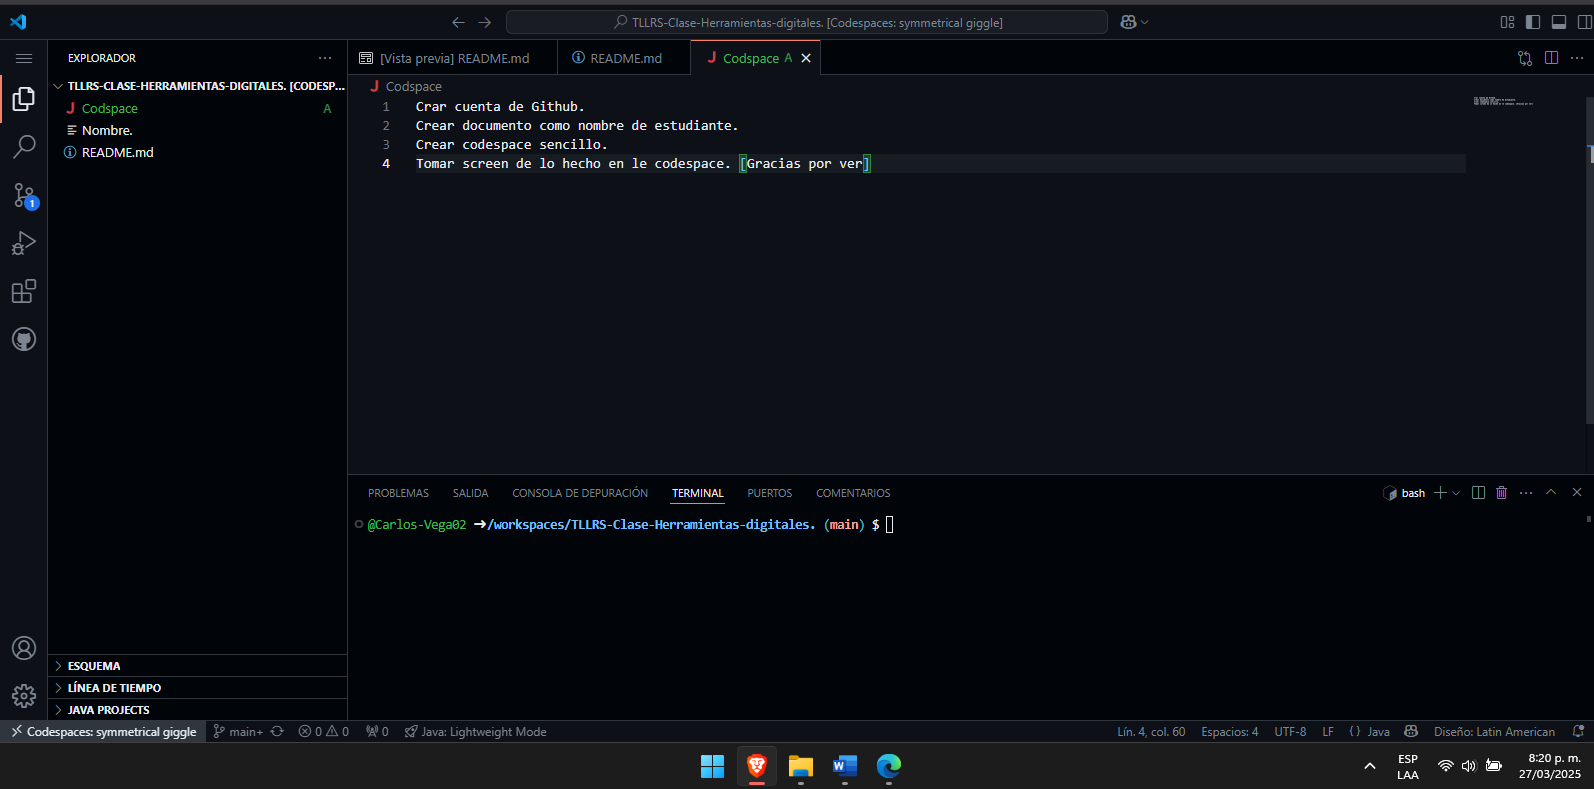 TLLRS-Clase-Herramientas-digitales. [Codespaces: symmetrical giggle]
EXPLORADOR
[Vista previa] README.md
README.md
Codspace A
TLLRS-CLASE-HERRAMIENTAS-DIGITALES. [CODESP...
Codspace A
Nombre.
README.md
Codspace
1 Crar cuenta de Github.
2 Crear documento como nombre de estudiante.
3 Crear codespace sencillo.
4 Tomar screen de lo hecho en le codespace. [Gracias por ver]
1
PROBLEMAS SALIDA CONSOLA DE DEPURACIÓN TERMINAL PUERTOS COMENTARIOS
bash
@Carlos-Vega02 ➜/workspaces/TLLRS-Clase-Herramientas-digitales. (main) $
ESQUEMA
LÍNEA DE TIEMPO
JAVA PROJECTS
Codespaces: symmetrical giggle main+ 0 0 0 Java: Lightweight Mode
Lín. 4, col. 60 Espacios: 4 UTF-8 LF {} Java Diseño: Latin American
ESP
LAA
8:20 p. m.
27/03/2025